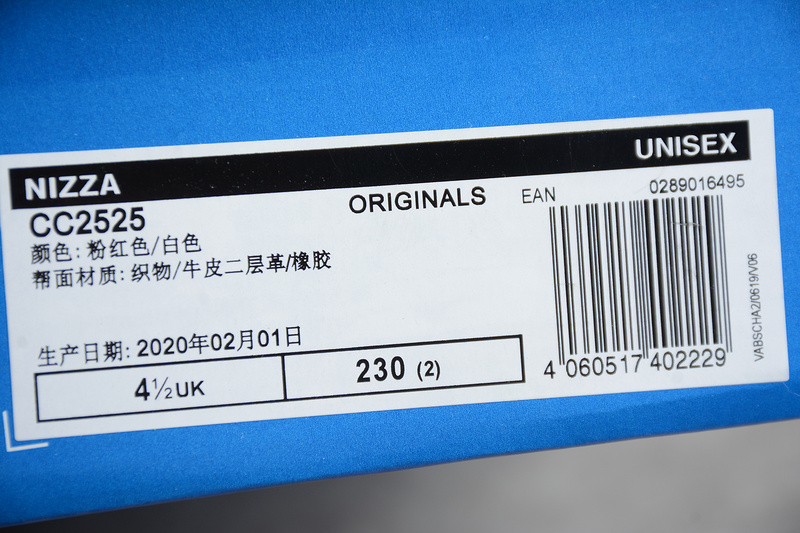 NIZZA UNISEX
CC2525 ORIGINALS EAN 0289016495
颜色: 粉红色/白色
帮面材质: 织物/牛皮二层革/橡胶
生产日期: 2020年02月01日
4½UK 230 (2)
4 060517 402229
VABSCHA2/0619/V06